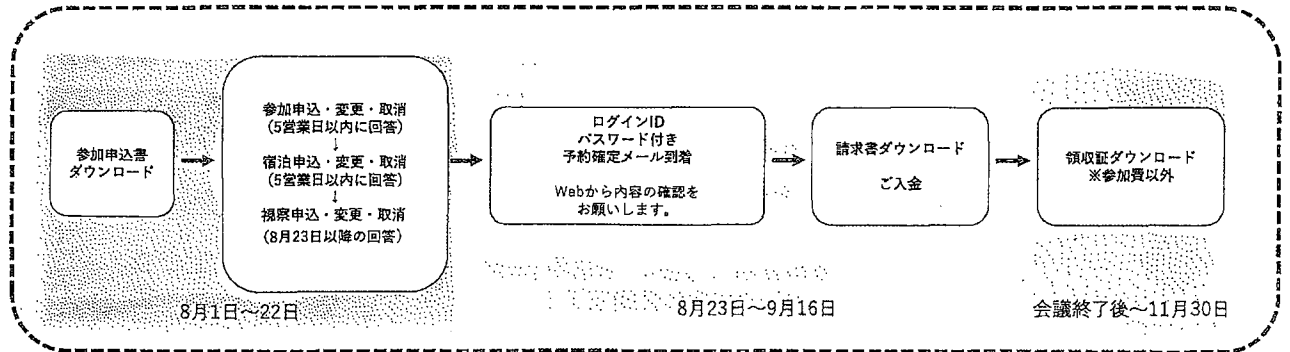 参加申込書
ダウンロード
参加申込・変更・取消
(5営業日以内に回答)
↓
宿泊申込・変更・取消
(5営業日以内に回答)
↓
視察申込・変更・取消
(8月23日以降の回答)
ログインID
パスワード付き
予約確定メール到着
Webから内容の確認を
お願いします。
請求書ダウンロード
ご入金
領収証ダウンロード
※参加費以外
8月1日～22日
8月23日～9月16日
会議終了後～11月30日